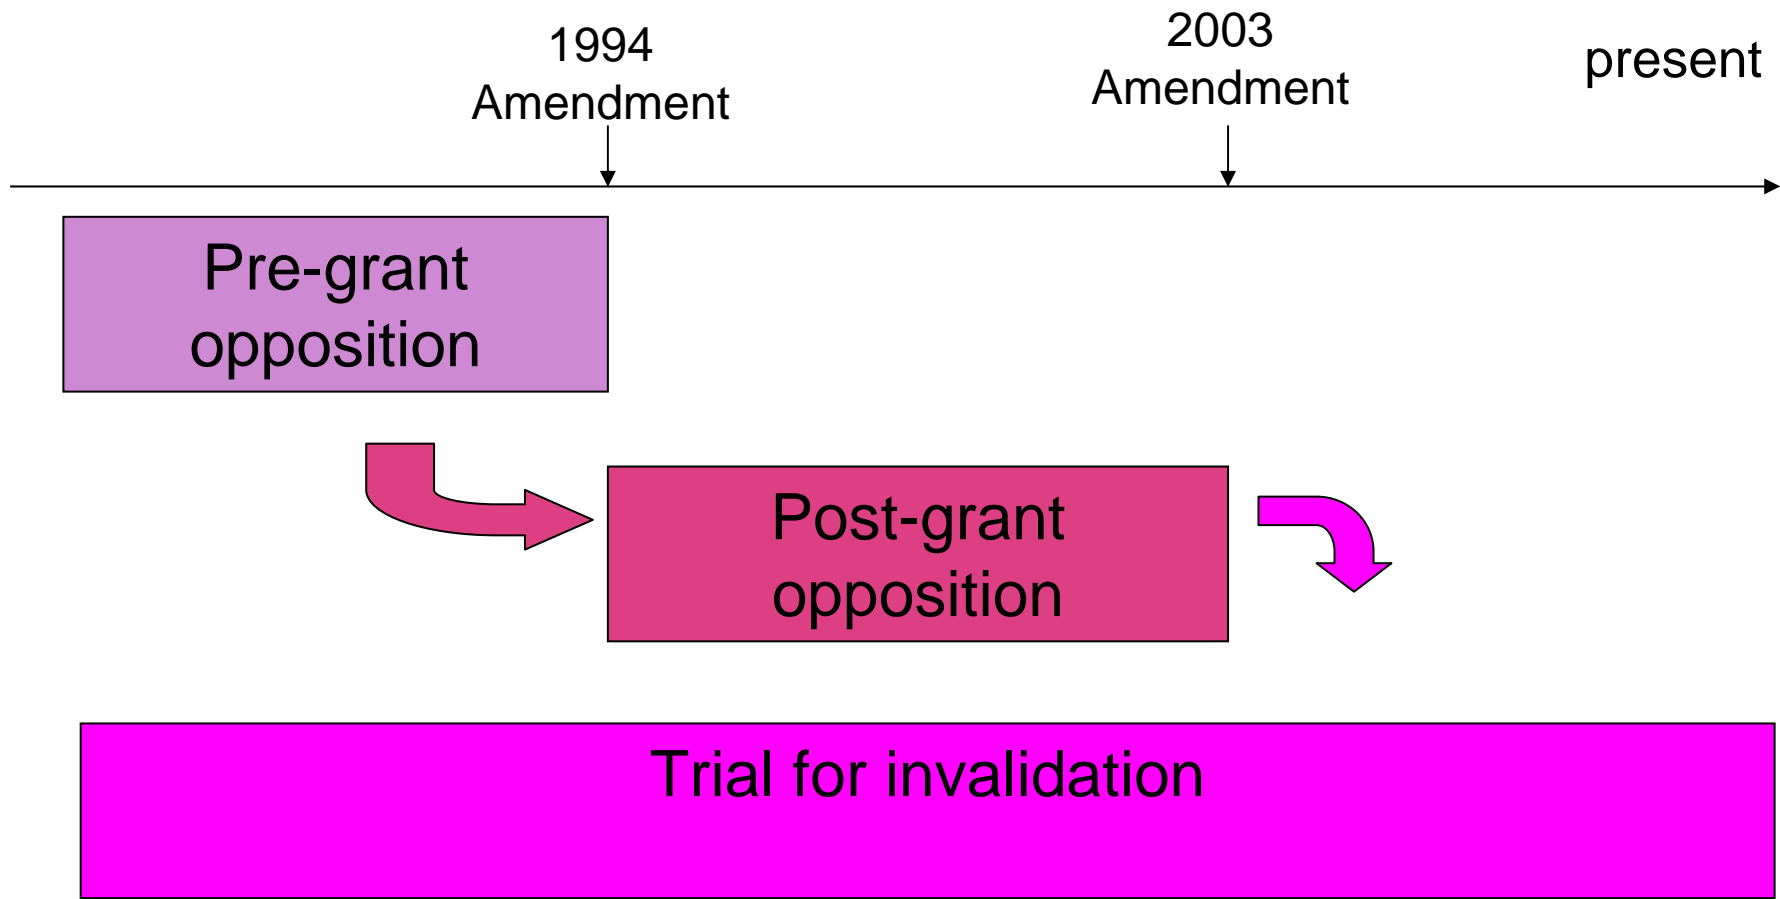 1994
Amendment
2003
Amendment
present
Pre-grant
opposition
Post-grant
opposition
Trial for invalidation